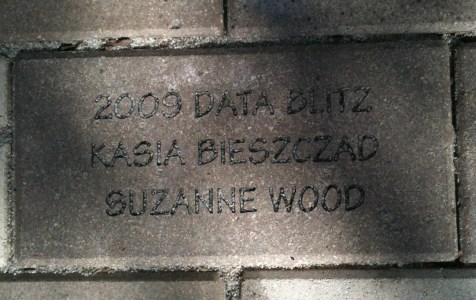 2009 DATA BLITZ
KASIA BIESZCZAD
SUZANNE WOOD